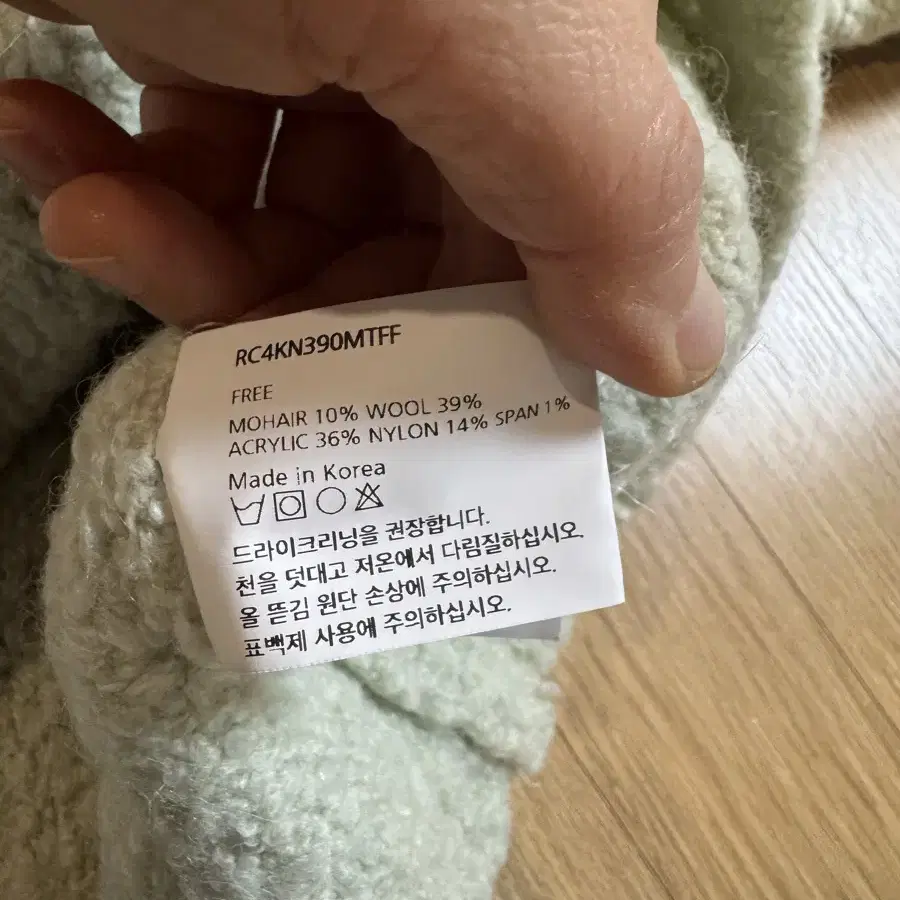 RC4KN390MTFF
FREE
MOHAIR 10% WOOL 39%
ACRYLIC 36% NYLON 14% SPAN 1%
Made in Korea
드라이크리닝을 권장합니다.
천을 덧대고 저온에서 다림질하십시오.
올 뜯김 원단 손상에 주의하십시오.
표백제 사용에 주의하십시오.